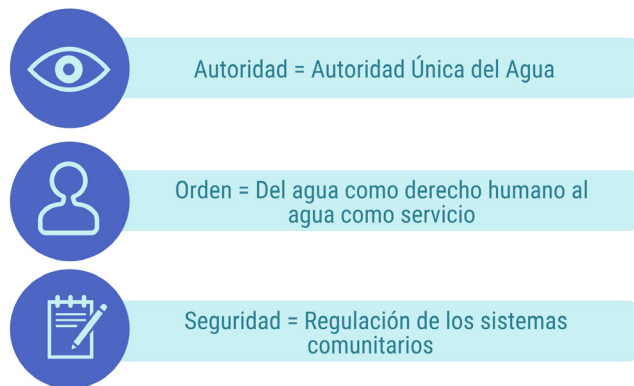 Autoridad = Autoridad Única del Agua
Orden = Del agua como derecho humano al
agua como servicio
Seguridad = Regulación de los sistemas
comunitarios